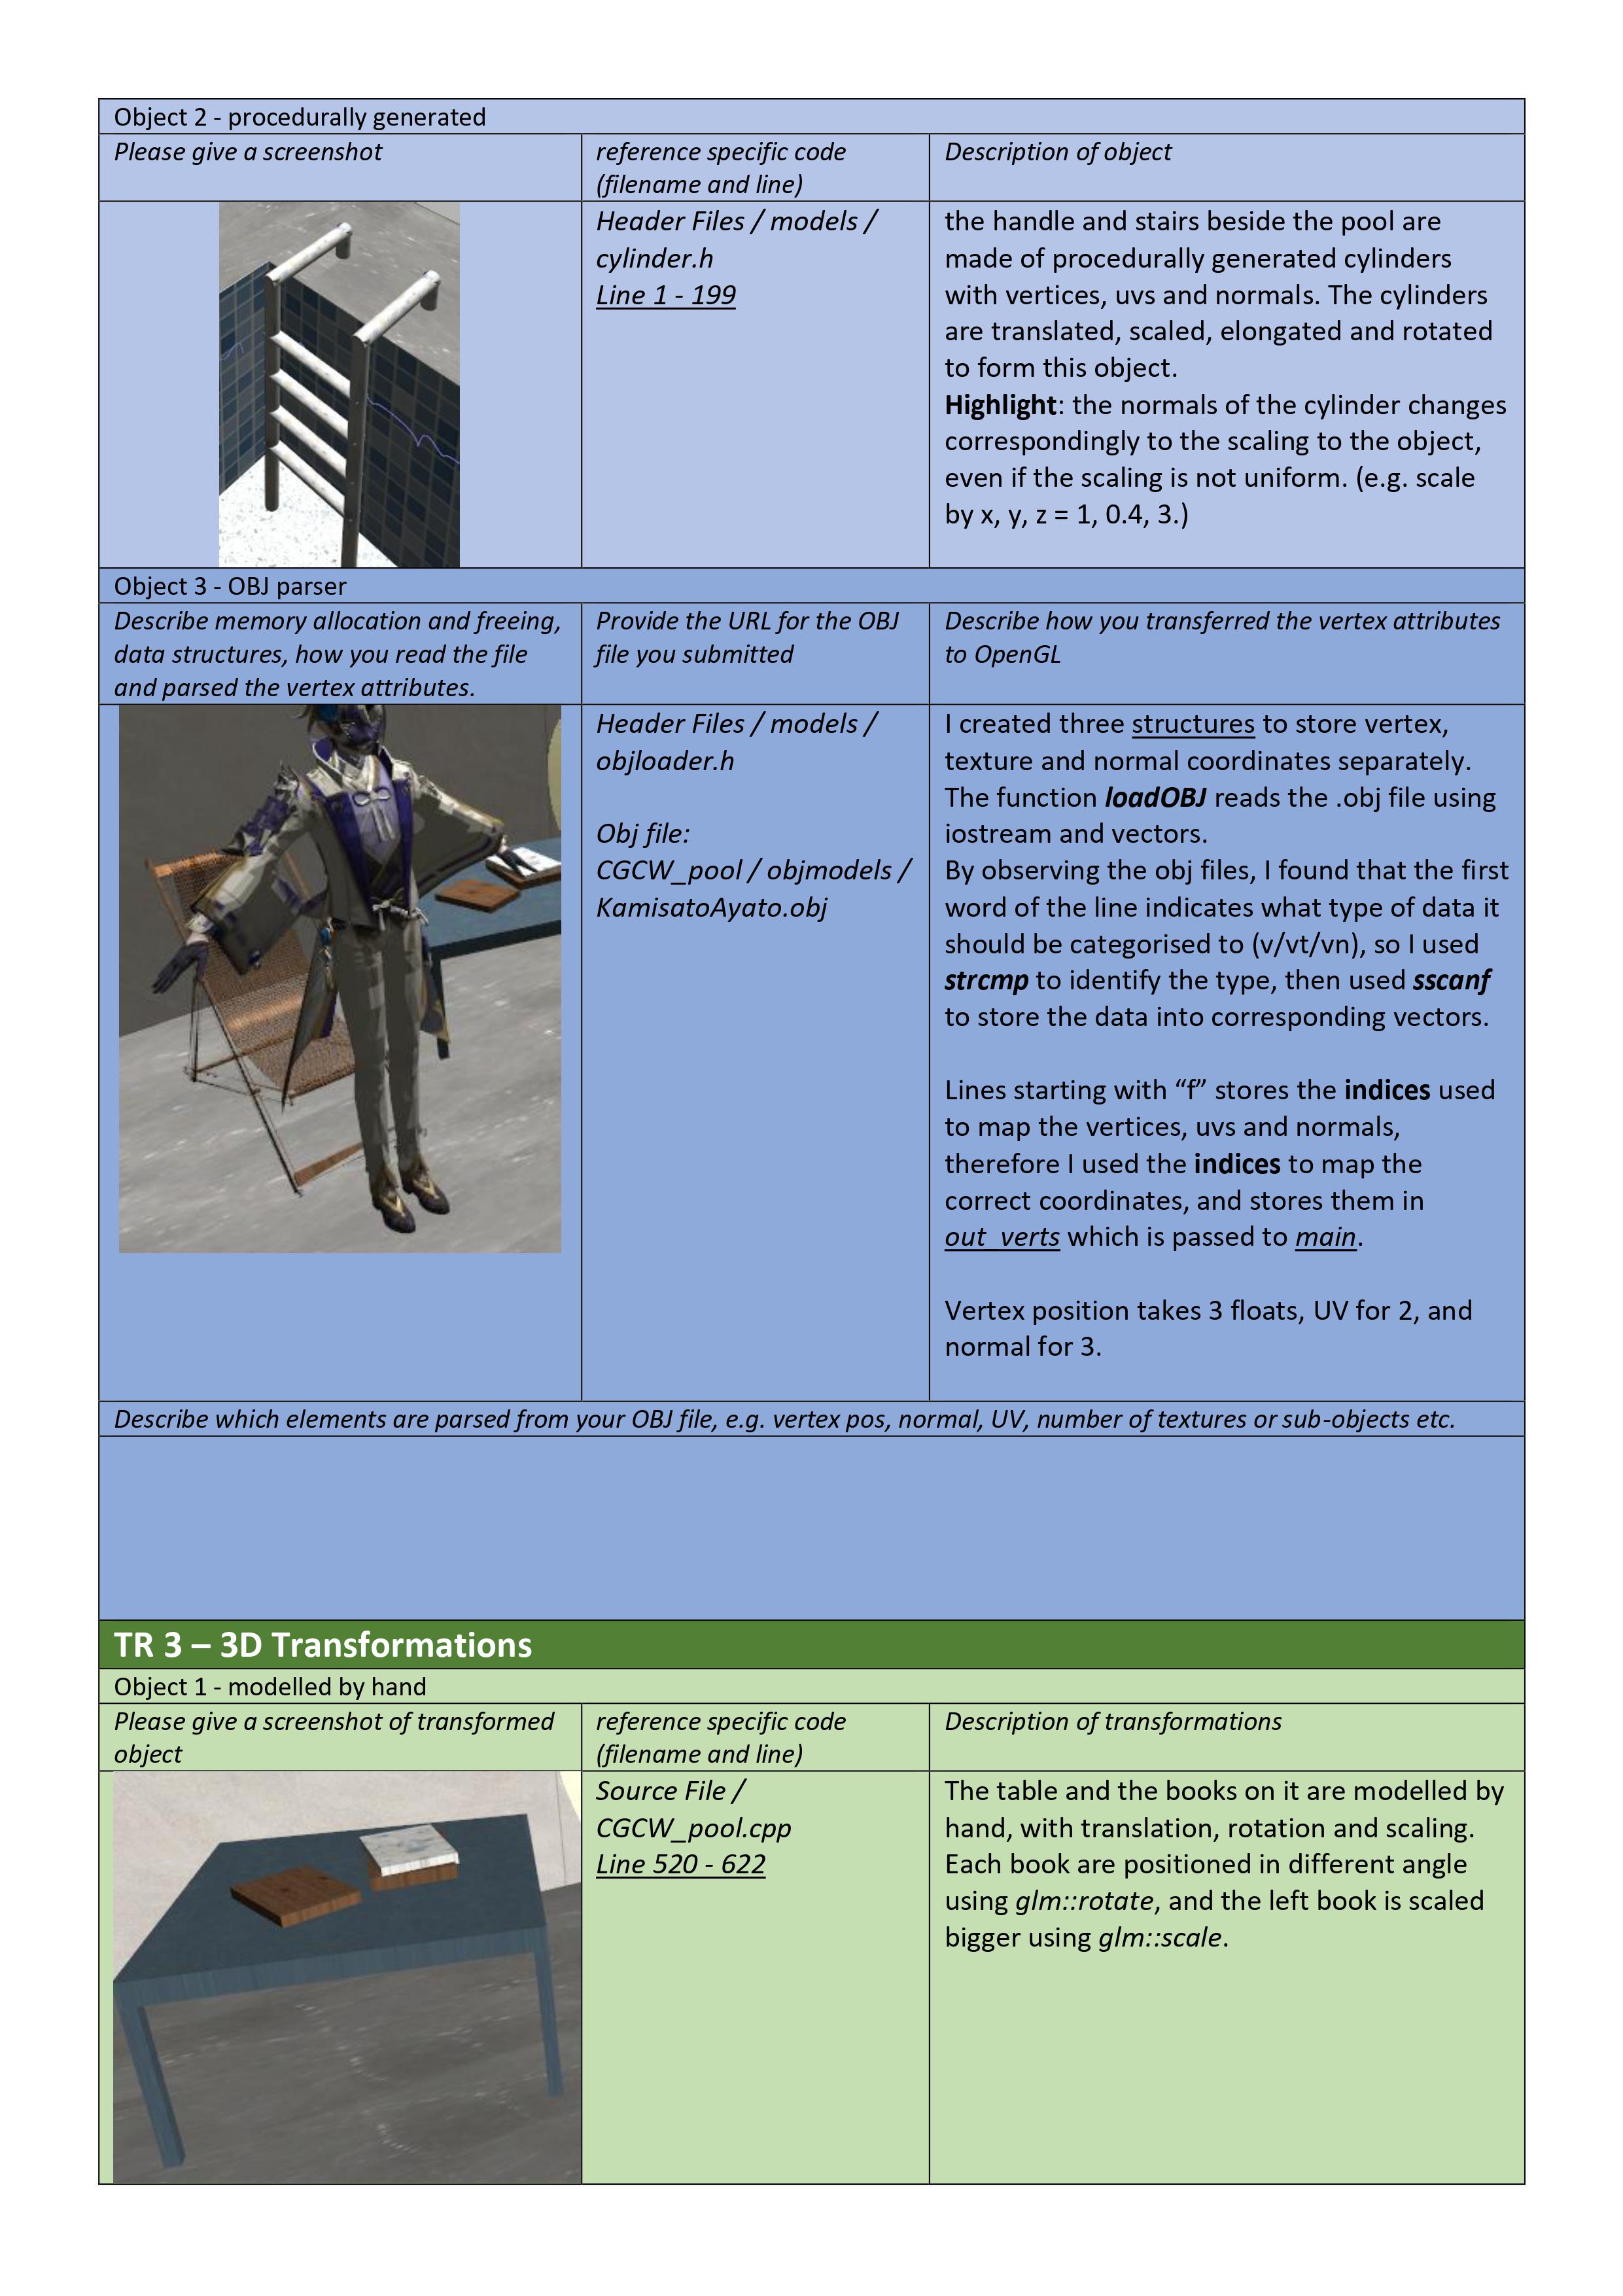 Object 2 - procedurally generated
Please give a screenshot
reference specific code
(filename and line)
Description of object
Header Files / models /
cylinder.h
Line 1 - 199
the handle and stairs beside the pool are
made of procedurally generated cylinders
with vertices, uvs and normals. The cylinders
are translated, scaled, elongated and rotated
to form this object.
Highlight: the normals of the cylinder changes
correspondingly to the scaling to the object,
even if the scaling is not uniform. (e.g. scale
by x, y, z = 1, 0.4, 3.)
Object 3 - OBJ parser
Describe memory allocation and freeing,
data structures, how you read the file
and parsed the vertex attributes.
Provide the URL for the OBJ
file you submitted
Describe how you transferred the vertex attributes
to OpenGL
Header Files / models /
objloader.h
Obj file:
CGCW_pool / objmodels /
KamisatoAyato.obj
I created three structures to store vertex,
texture and normal coordinates separately.
The function loadOBJ reads the .obj file using
iostream and vectors.
By observing the obj files, I found that the first
word of the line indicates what type of data it
should be categorised to (v/vt/vn), so I used
strcmp to identify the type, then used sscanf
to store the data into corresponding vectors.
Lines starting with “f” stores the indices used
to map the vertices, uvs and normals,
therefore I used the indices to map the
correct coordinates, and stores them in
out_verts which is passed to main.
Vertex position takes 3 floats, UV for 2, and
normal for 3.
Describe which elements are parsed from your OBJ file, e.g. vertex pos, normal, UV, number of textures or sub-objects etc.
TR 3 – 3D Transformations
Object 1 - modelled by hand
Please give a screenshot of transformed
object
reference specific code
(filename and line)
Description of transformations
Source File /
CGCW_pool.cpp
Line 520 - 622
The table and the books on it are modelled by
hand, with translation, rotation and scaling.
Each book are positioned in different angle
using glm::rotate, and the left book is scaled
bigger using glm::scale.